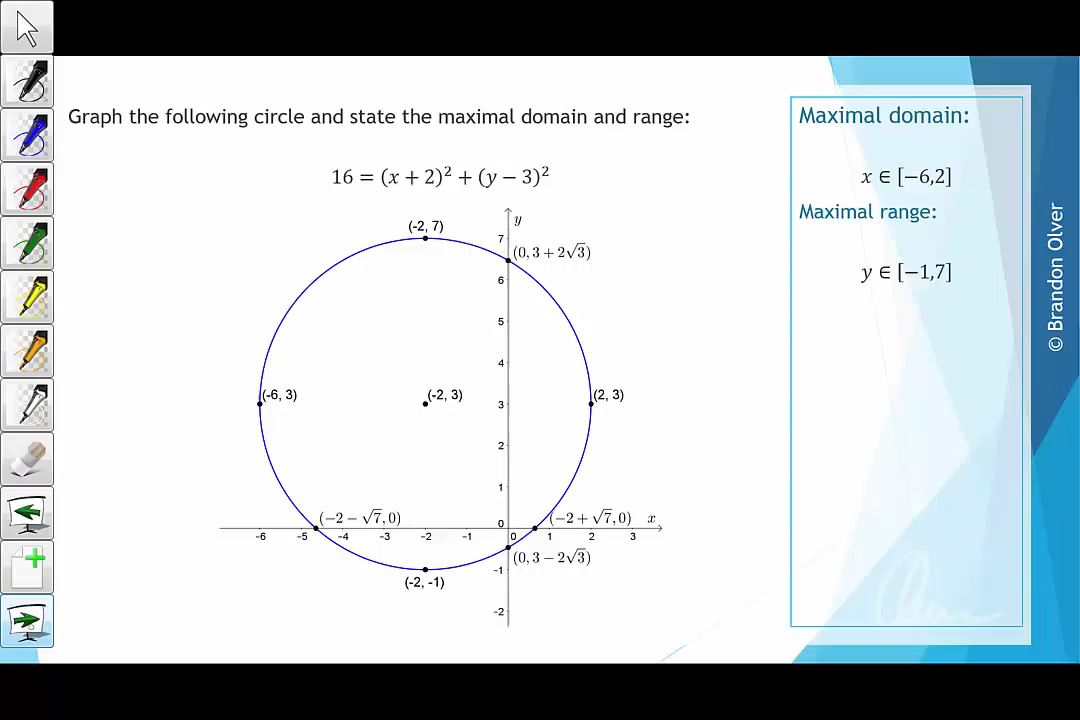 Graph the following circle and state the maximal domain and range:
16 = (x + 2)² + (y − 3)²
y
(-2, 7)
7
(0, 3 + 2√3)
6
5
4
(-6, 3)
(-2, 3)
3
(2, 3)
2
1
(−2 − √7, 0)
0
(−2 + √7, 0)
x
-6 -5 -4 -3 -2 -1 0 1 2 3
(0, 3 − 2√3)
-1
(-2, -1)
-2
Maximal domain:
x ∈ [−6,2]
Maximal range:
y ∈ [−1,7]
© Brandon Olver